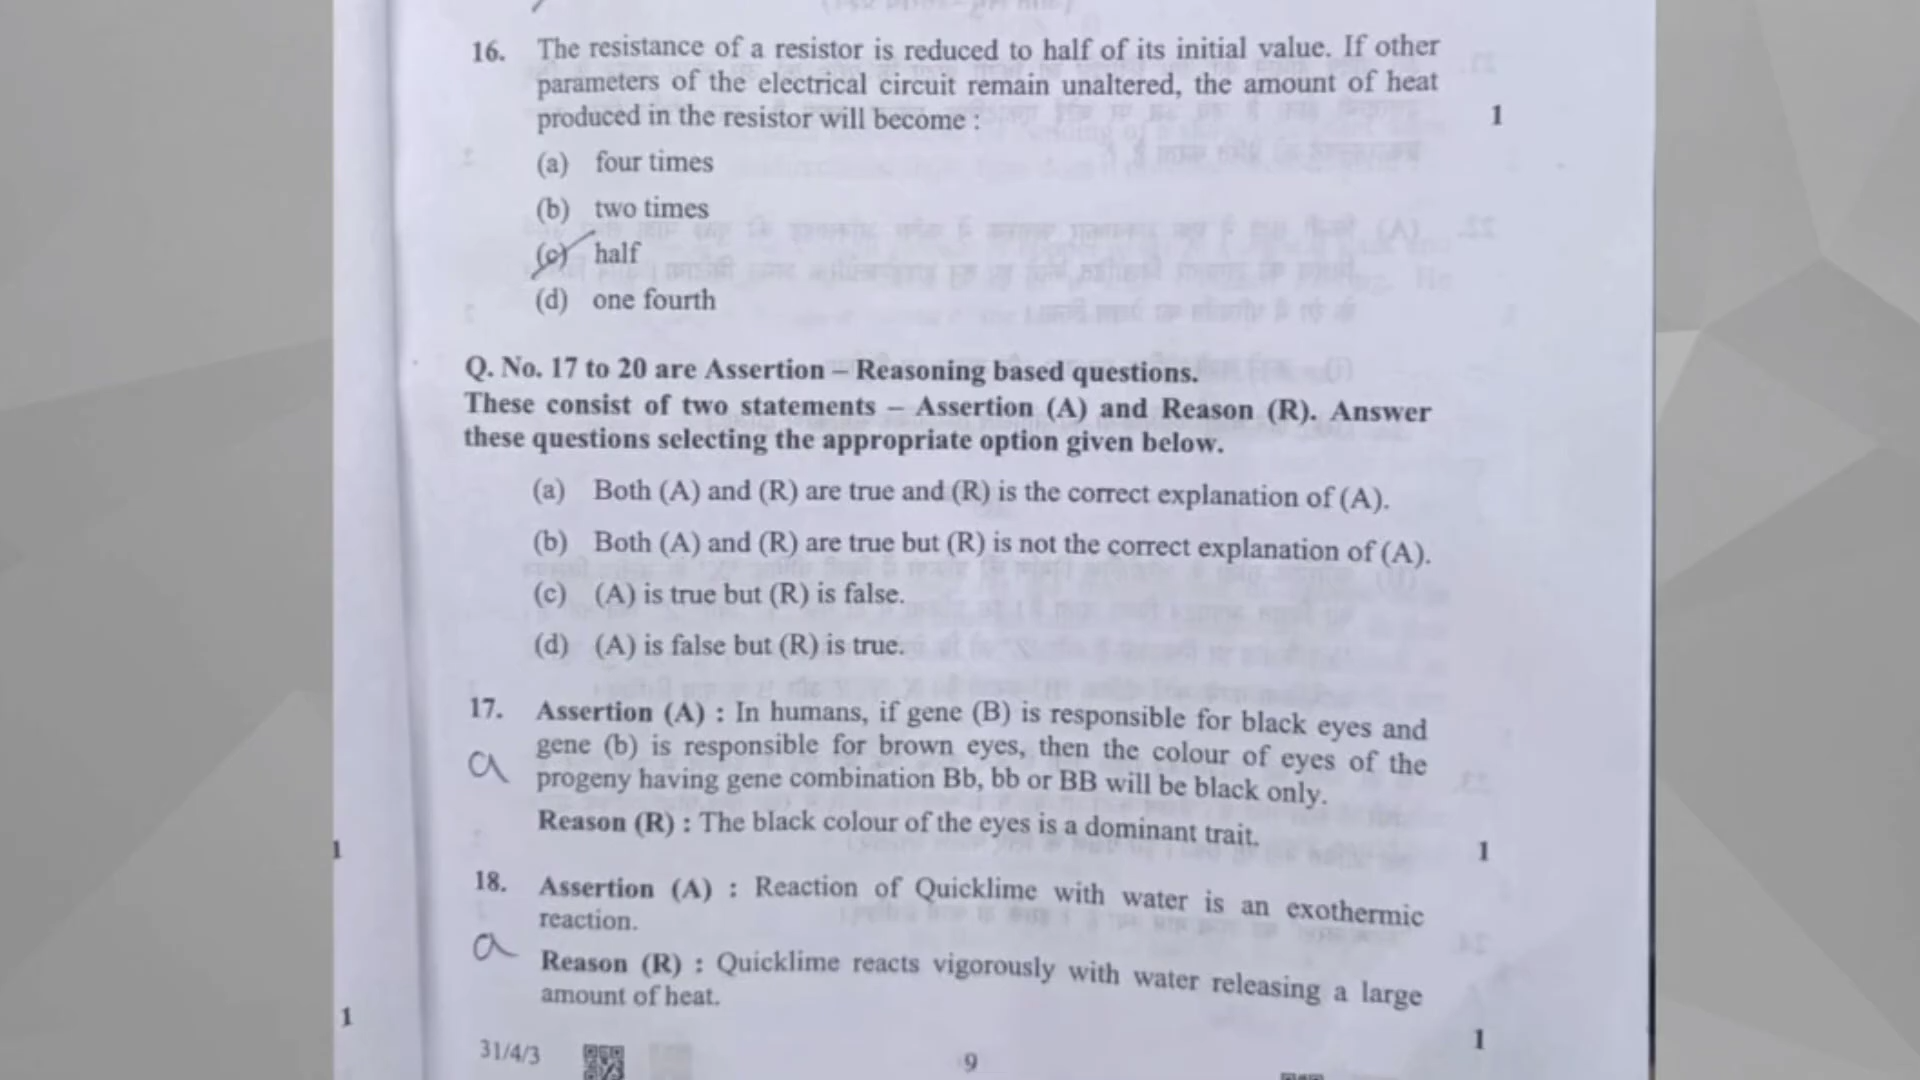 16. The resistance of a resistor is reduced to half of its initial value. If other
parameters of the electrical circuit remain unaltered, the amount of heat
produced in the resistor will become : 1
(a) four times
(b) two times
(c) half
(d) one fourth
Q. No. 17 to 20 are Assertion – Reasoning based questions.
These consist of two statements – Assertion (A) and Reason (R). Answer
these questions selecting the appropriate option given below.
(a) Both (A) and (R) are true and (R) is the correct explanation of (A).
(b) Both (A) and (R) are true but (R) is not the correct explanation of (A).
(c) (A) is true but (R) is false.
(d) (A) is false but (R) is true.
17. Assertion (A) : In humans, if gene (B) is responsible for black eyes and
gene (b) is responsible for brown eyes, then the colour of eyes of the
a progeny having gene combination Bb, bb or BB will be black only.
Reason (R) : The black colour of the eyes is a dominant trait. 1
1
18. Assertion (A) : Reaction of Quicklime with water is an exothermic
reaction.
a
Reason (R) : Quicklime reacts vigorously with water releasing a large
amount of heat. 1
1
31/4/3 9